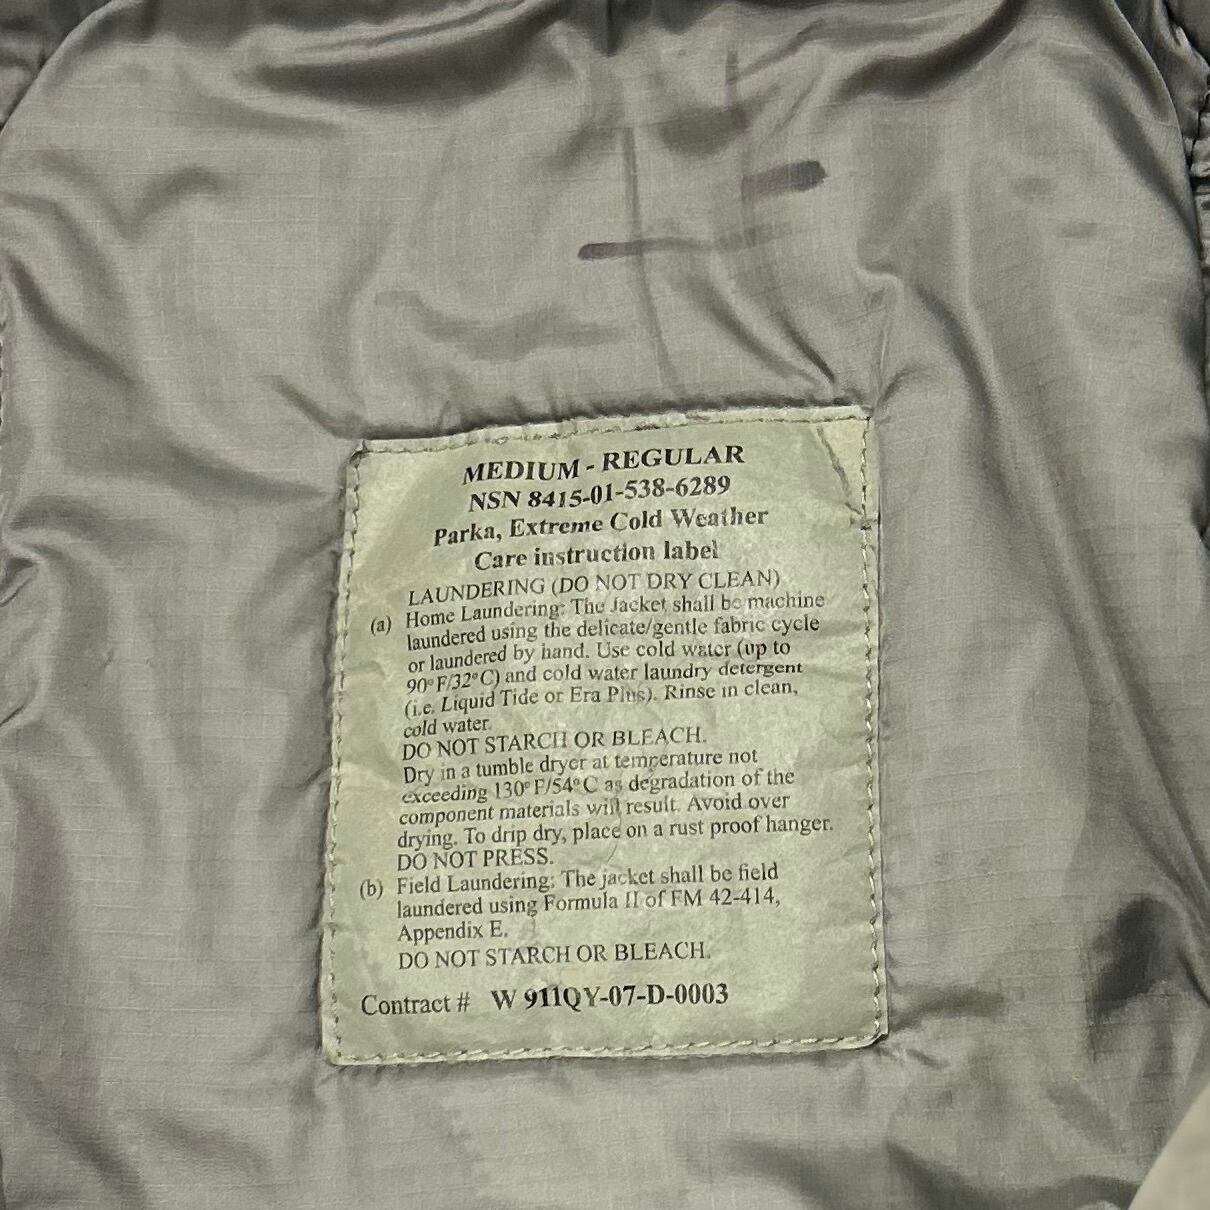 MEDIUM - REGULAR
NSN 8415-01-538-6289
Parka, Extreme Cold Weather
Care instruction label
LAUNDERING (DO NOT DRY CLEAN)
(a) Home Laundering: The Jacket shall be machine
laundered using the delicate/gentle fabric cycle
or laundered by hand. Use cold water (up to
90°F/32°C) and cold water laundry detergent
(i.e. Liquid Tide or Era Plus). Rinse in clean,
cold water.
DO NOT STARCH OR BLEACH.
Dry in a tumble dryer at temperature not
exceeding 130°F/54°C as degradation of the
component materials will result. Avoid over
drying. To drip dry, place on a rust proof hanger.
DO NOT PRESS.
(b) Field Laundering: The jacket shall be field
laundered using Formula II of FM 42-414,
Appendix E.
DO NOT STARCH OR BLEACH.
Contract # W 911QY-07-D-0003